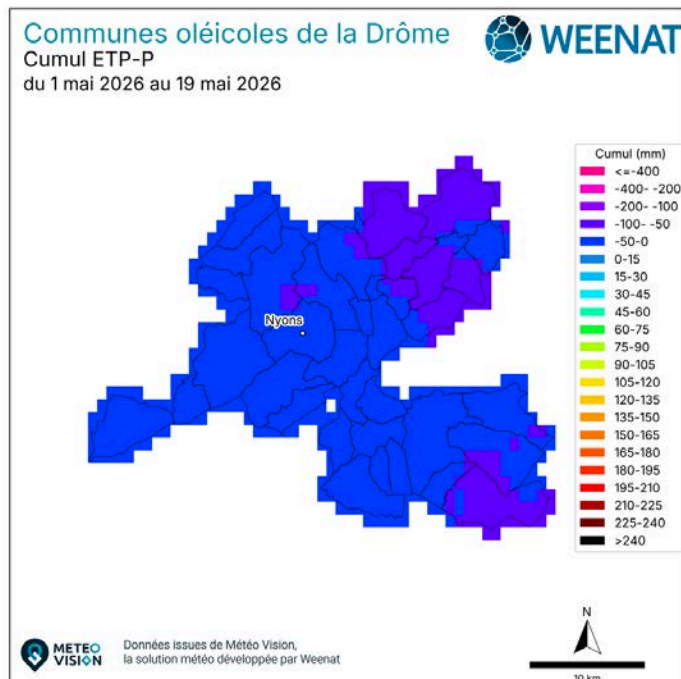 Communes oléicoles de la Drôme
Cumul ETP-P
du 1 mai 2026 au 19 mai 2026
WEENAT
Cumul (mm)
<=-400
-400- -200
-200- -100
-100- -50
-50-0
0-15
15-30
30-45
45-60
60-75
75-90
90-105
105-120
120-135
135-150
150-165
165-180
180-195
195-210
210-225
225-240
>240
Nyons
METEO
VISION
Données issues de Météo Vision,
la solution météo développée par Weenat
N
10 km